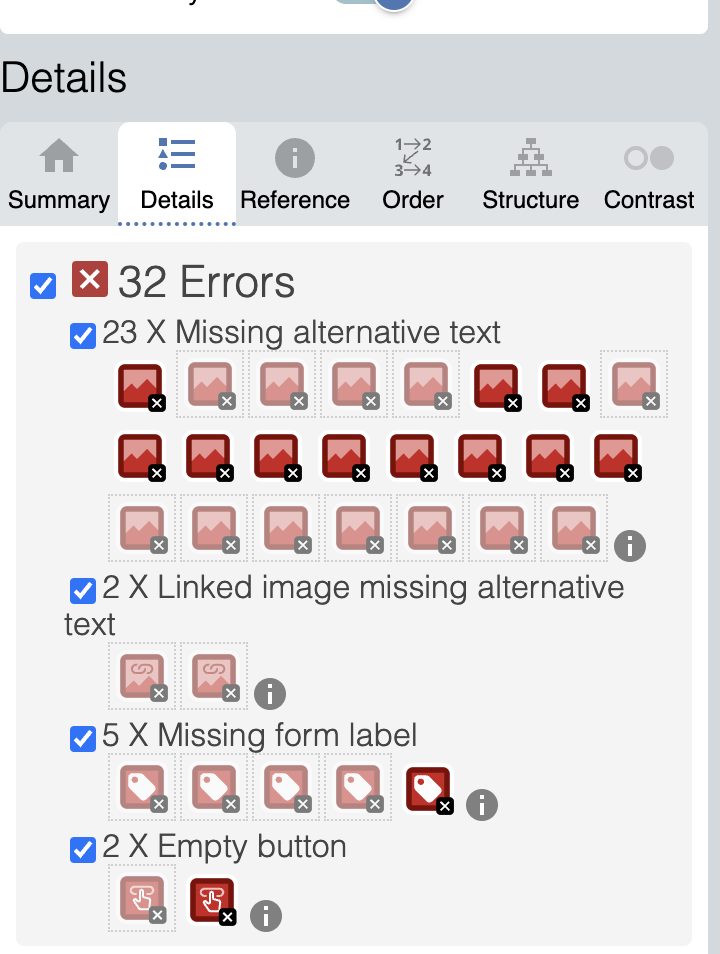 Details
Summary Details Reference Order Structure Contrast
1→2
3→4
32 Errors
23 X Missing alternative text
2 X Linked image missing alternative
text
5 X Missing form label
2 X Empty button